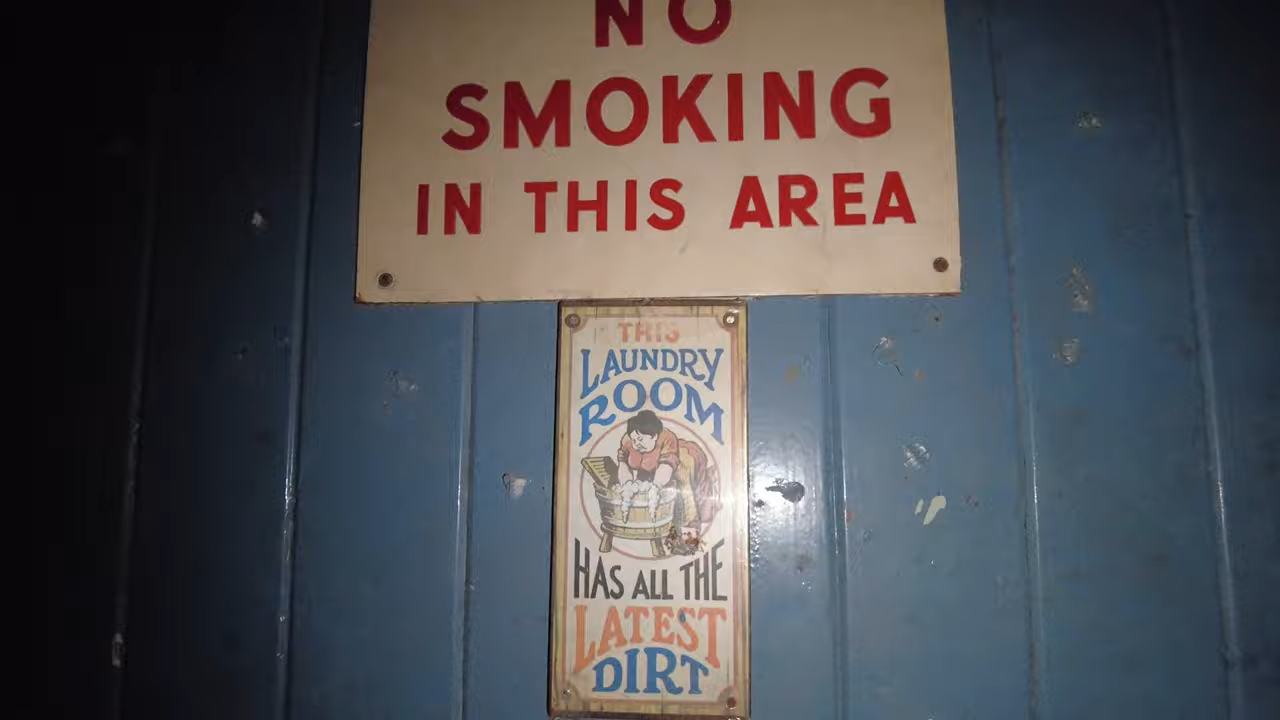 NO
SMOKING
IN THIS AREA
THIS
LAUNDRY
ROOM
HAS ALL THE
LATEST
DIRT